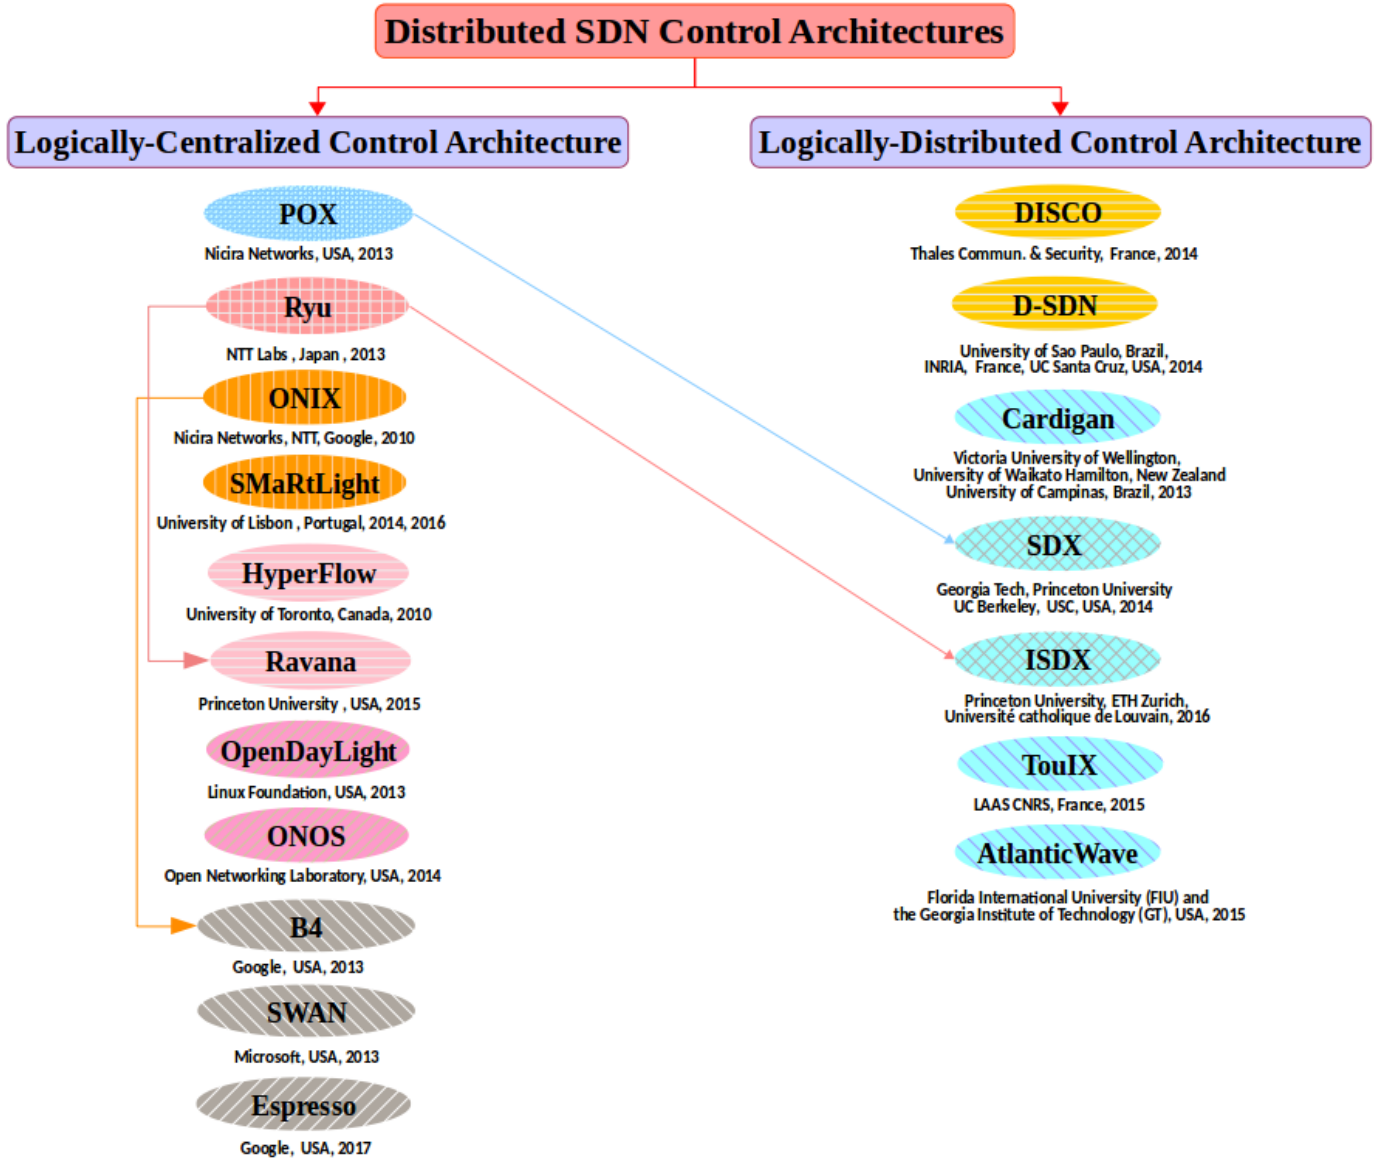 Distributed SDN Control Architectures
Logically-Centralized Control Architecture
POX
Nicira Networks, USA, 2013
Ryu
NTT Labs , Japan , 2013
ONIX
Nicira Networks, NTT, Google, 2010
SMaRtLight
University of Lisbon , Portugal, 2014, 2016
HyperFlow
University of Toronto, Canada, 2010
Ravana
Princeton University , USA, 2015
OpenDayLight
Linux Foundation, USA, 2013
ONOS
Open Networking Laboratory, USA, 2014
B4
Google, USA, 2013
SWAN
Microsoft, USA, 2013
Espresso
Google, USA, 2017
Logically-Distributed Control Architecture
DISCO
Thales Commun. & Security, France, 2014
D-SDN
University of Sao Paulo, Brazil,
INRIA, France, UC Santa Cruz, USA, 2014
Cardigan
Victoria University of Wellington,
University of Waikato Hamilton, New Zealand
University of Campinas, Brazil, 2013
SDX
Georgia Tech, Princeton University
UC Berkeley, USC, USA, 2014
ISDX
Princeton University, ETH Zurich,
Université catholique de Louvain, 2016
TouIX
LAAS CNRS, France, 2015
AtlanticWave
Florida International University (FIU) and
the Georgia Institute of Technology (GT), USA, 2015